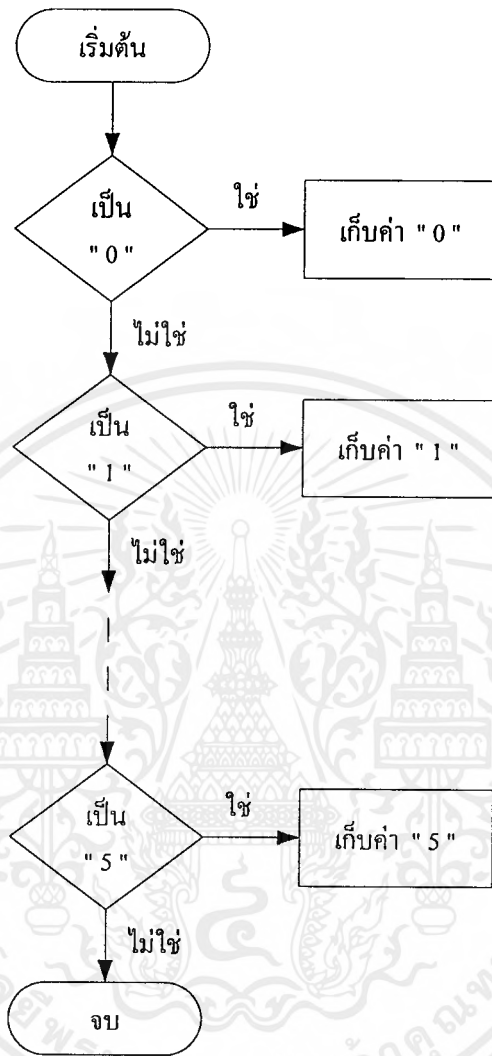 เริ่มต้น
เป็น
" 0 "
ใช่
เก็บค่า " 0 "
ไม่ใช่
เป็น
" 1 "
ใช่
เก็บค่า " 1 "
ไม่ใช่
เป็น
" 5 "
ใช่
เก็บค่า " 5 "
ไม่ใช่
จบ